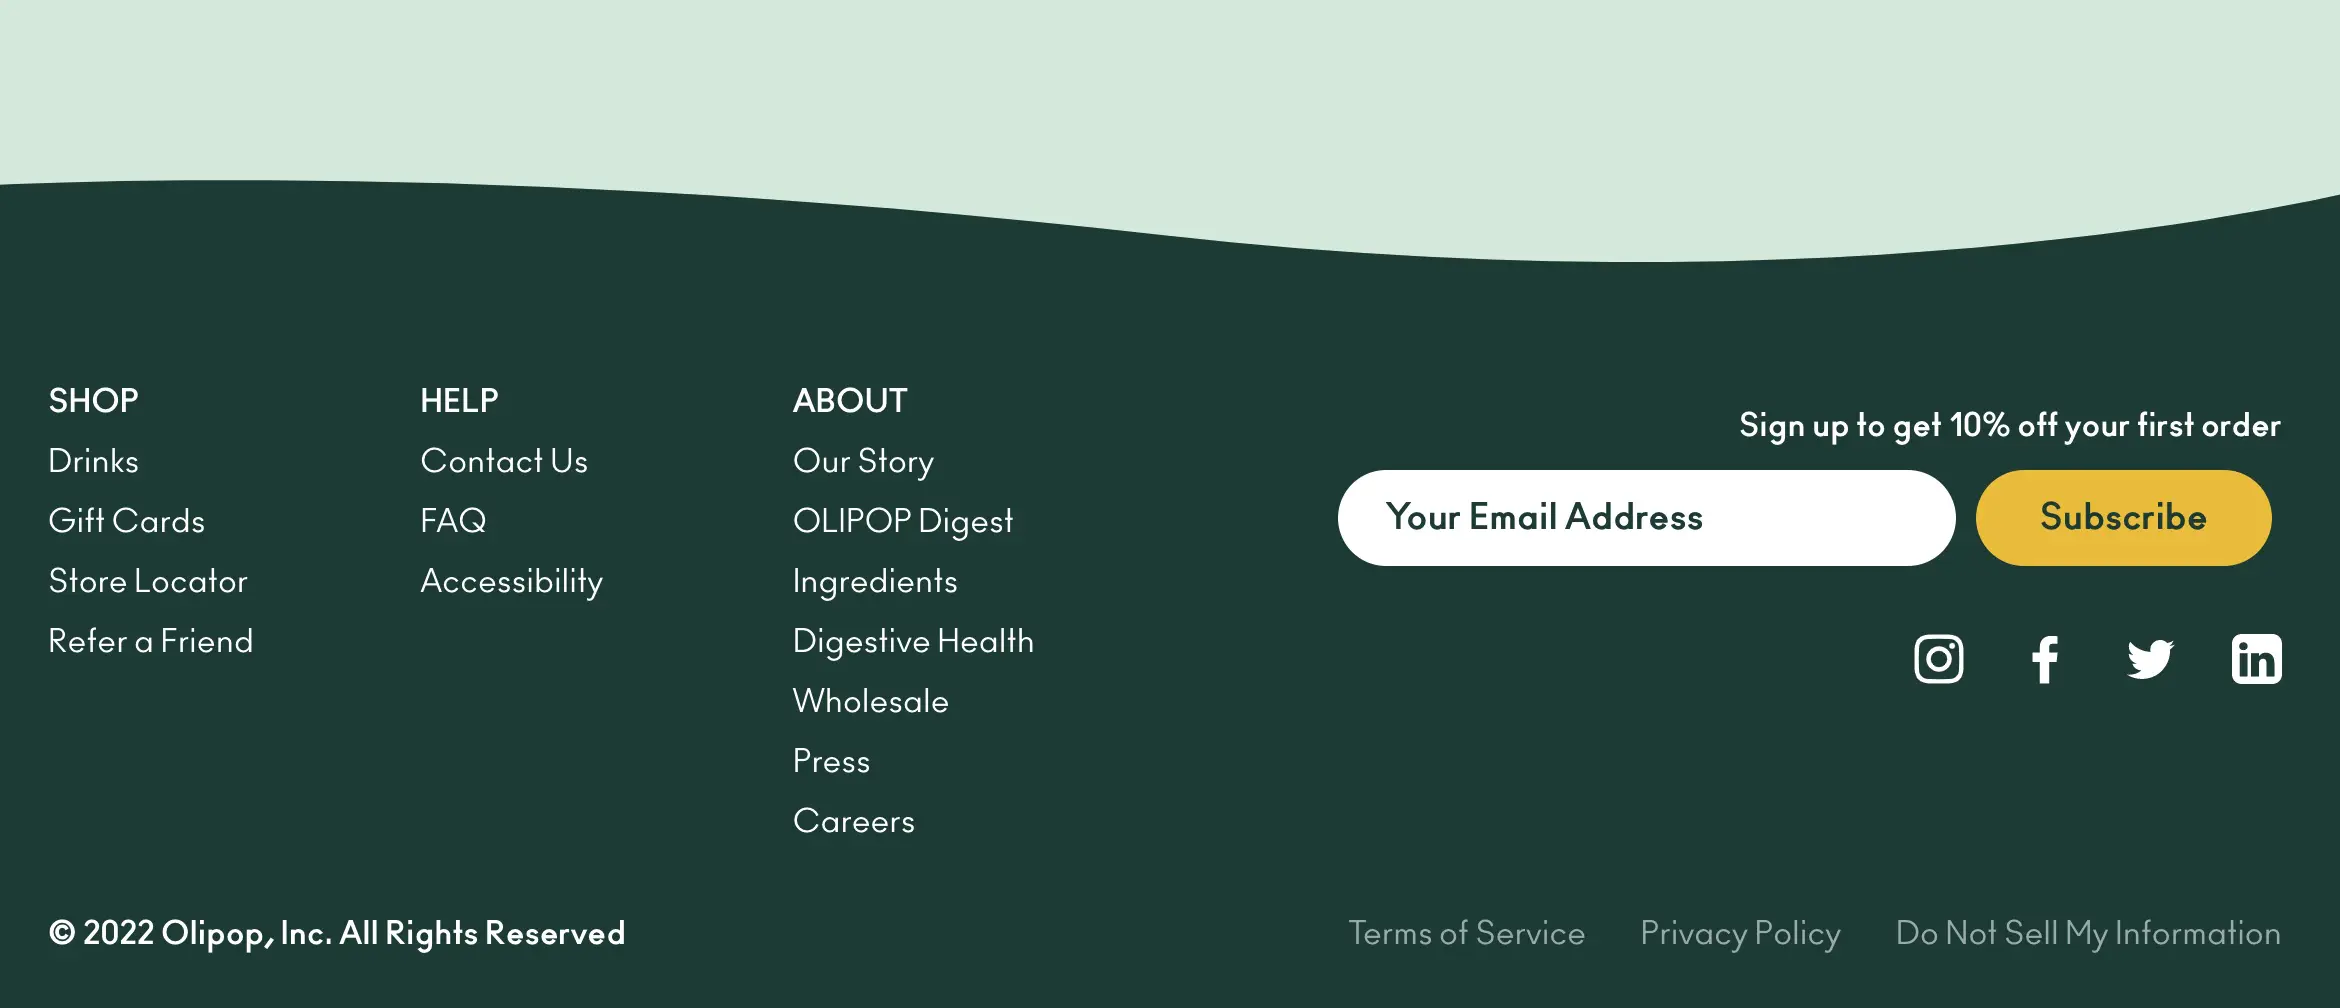 SHOP
Drinks
Gift Cards
Store Locator
Refer a Friend
HELP
Contact Us
FAQ
Accessibility
ABOUT
Our Story
OLIPOP Digest
Ingredients
Digestive Health
Wholesale
Press
Careers
Sign up to get 10% off your first order
Your Email Address
Subscribe
in
© 2022 Olipop, Inc. All Rights Reserved
Terms of Service
Privacy Policy
Do Not Sell My Information